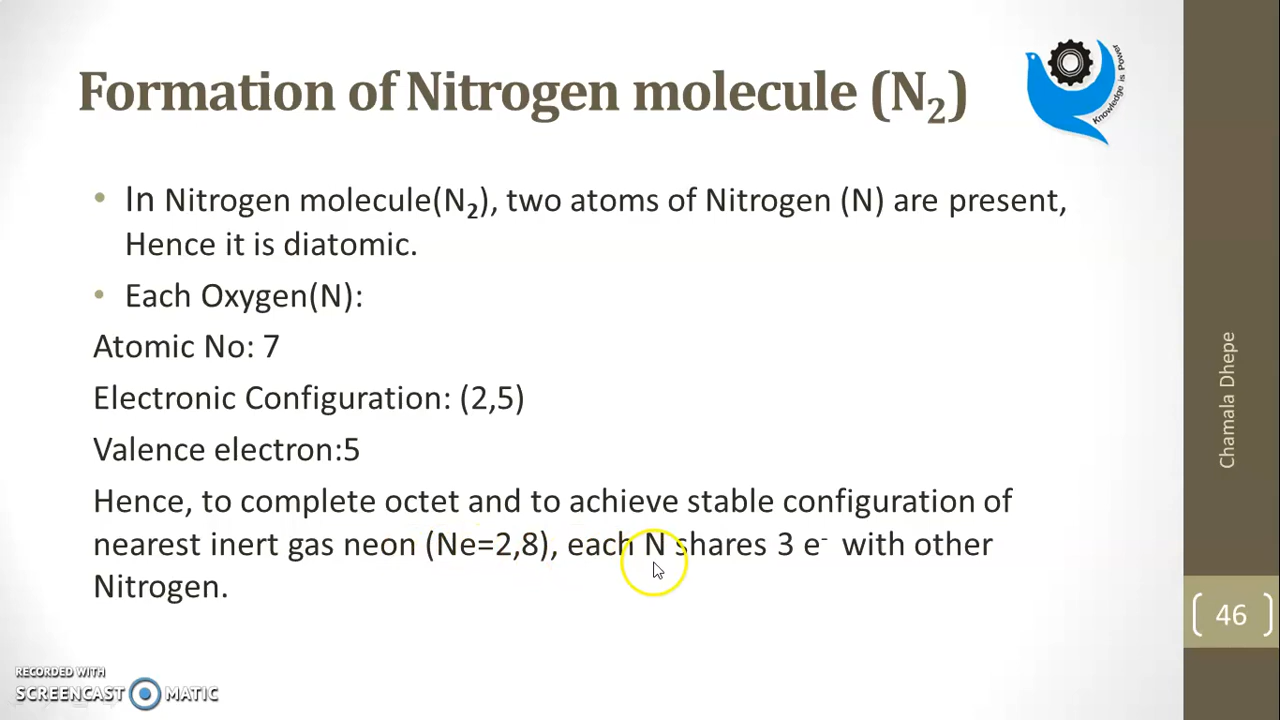 Formation of Nitrogen molecule (N₂)
Knowledge is Power
• In Nitrogen molecule(N₂), two atoms of Nitrogen (N) are present,
Hence it is diatomic.
• Each Oxygen(N):
Atomic No: 7
Electronic Configuration: (2,5)
Valence electron:5
Hence, to complete octet and to achieve stable configuration of
nearest inert gas neon (Ne=2,8), each N shares 3 e⁻ with other
Nitrogen.
Chamala Dhepe
46
RECORDED WITH
SCREENCAST MATIC